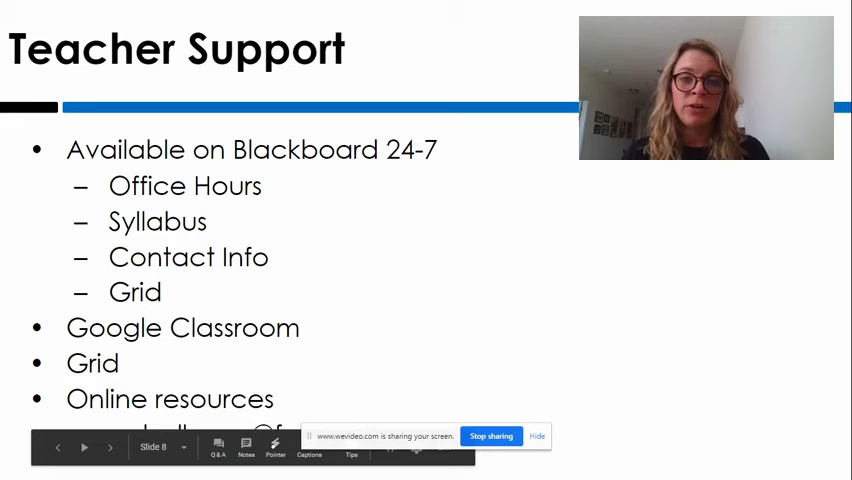 Teacher Support
• Available on Blackboard 24-7
– Office Hours
– Syllabus
– Contact Info
– Grid
• Google Classroom
• Grid
• Online resources
www.wevideo.com is sharing your screen.
Stop sharing
Hide
Slide 8
Q & A
Notes
Pointer
Captions
Tips